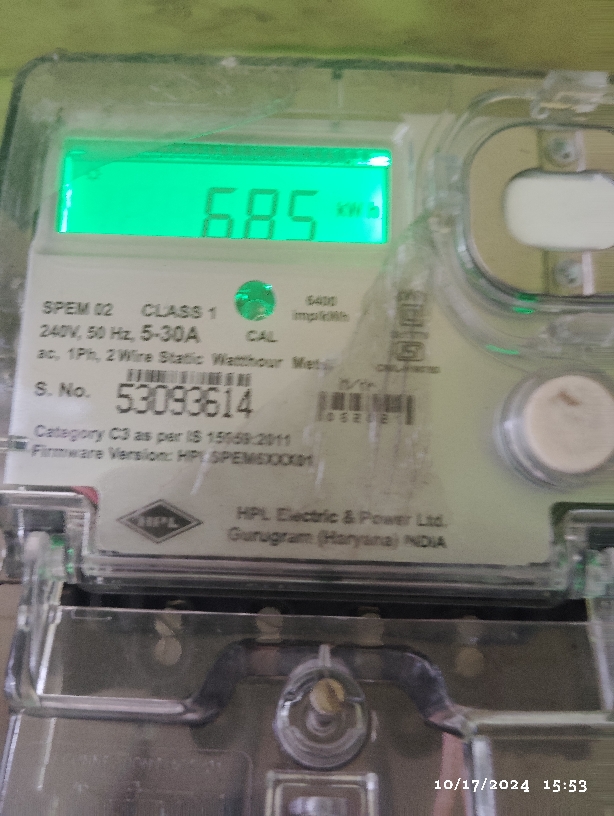 685 kWh
SPEM 02 CLASS 1
6400
imp/kWh
240V, 50 Hz, 5-30A CAL
ac, 1Ph, 2 Wire Static Watthour
S. No. 53093614
Category C3 as per IS 15959:2011
Firmware Version:
HPL
HPL Electric & Power Ltd.
Gurugram (Haryana) INDIA
10/17/2024 15:53